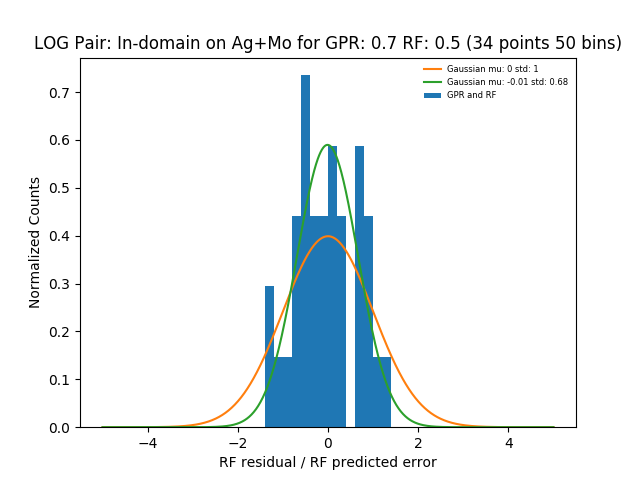 LOG Pair: In-domain on Ag+Mo for GPR: 0.7 RF: 0.5 (34 points 50 bins)
Gaussian mu: 0 std: 1
Gaussian mu: -0.01 std: 0.68
GPR and RF
0.7
0.6
0.5
0.4
0.3
0.2
0.1
0.0
Normalized Counts
−4
−2
0
2
4
RF residual / RF predicted error